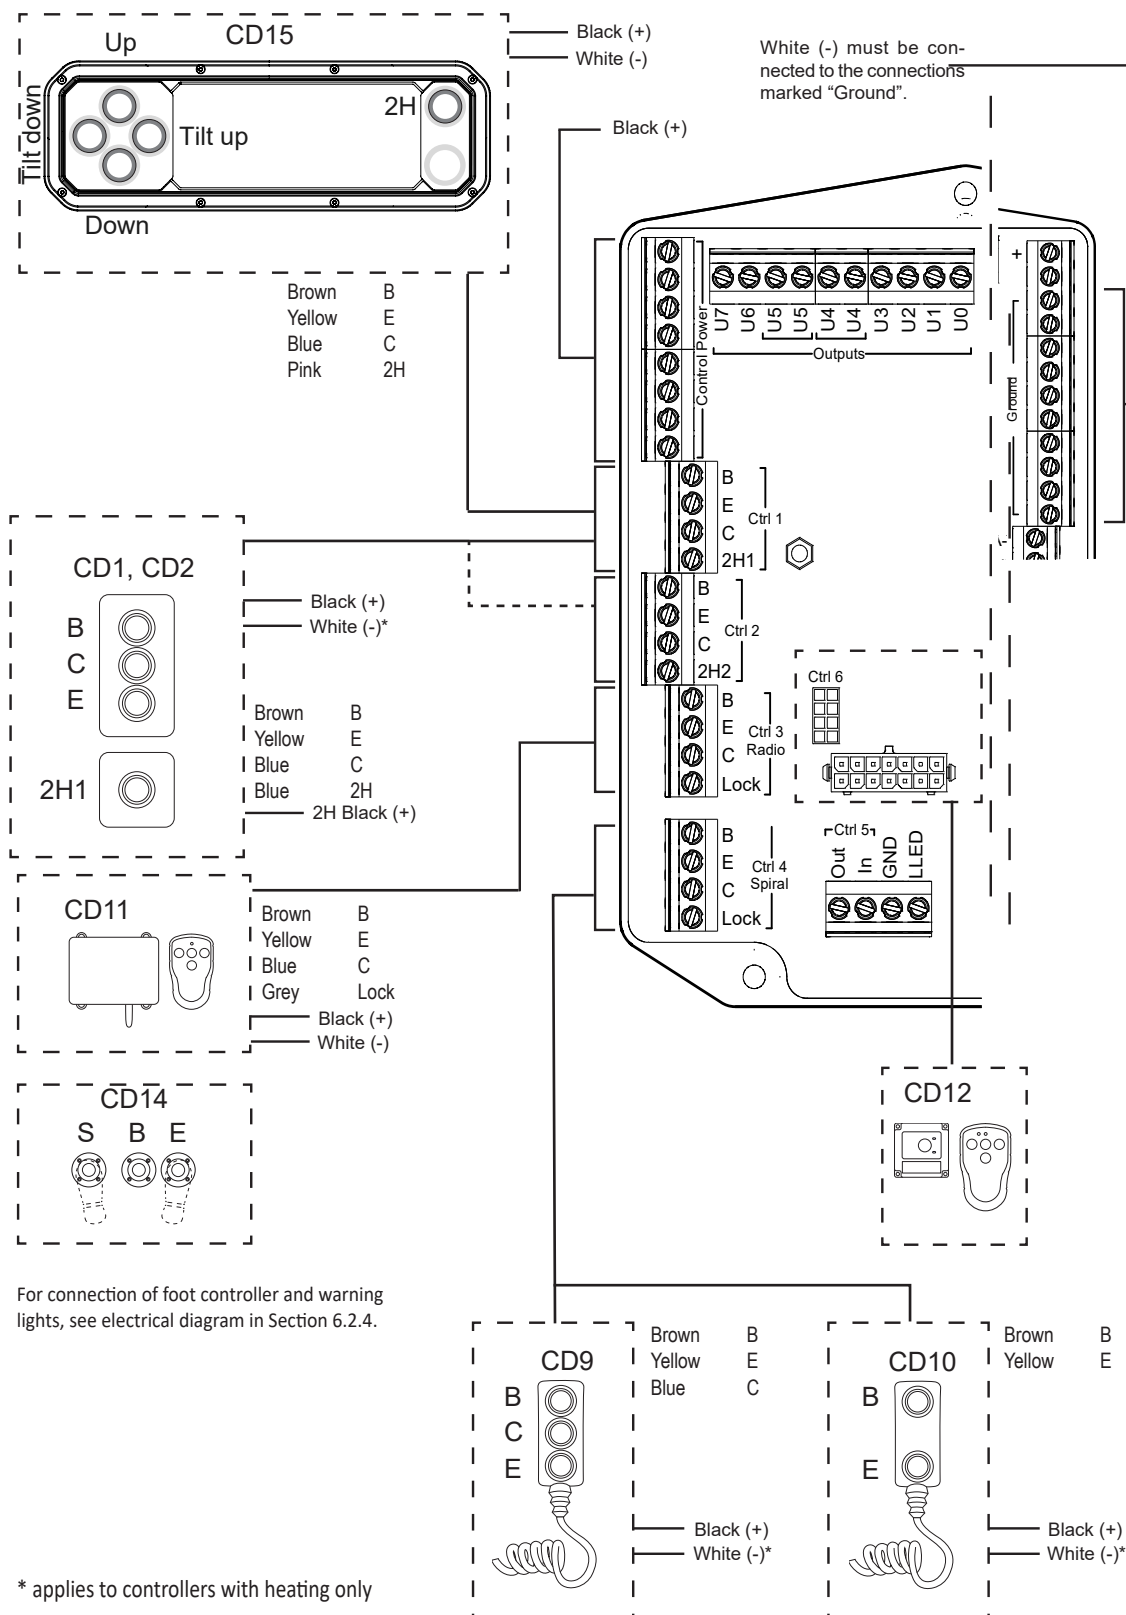 CD15
Up
Tilt down
Tilt up
Down
2H
Black (+)
White (-)
White (-) must be con-
nected to the connections
marked “Ground”.
Black (+)
Brown B
Yellow E
Blue C
Pink 2H
Control Power
U7 U6 U5 U5 U4 U4 U3 U2 U1 U0
Outputs
+
Ground
-
B
E
C
2H1
Ctrl 1
B
E
C
2H2
Ctrl 2
B
E
C
Lock
Ctrl 3
Radio
B
E
C
Lock
Ctrl 4
Spiral
Ctrl 6
Ctrl 5
Out In GND LLED
CD1, CD2
B
C
E
2H1
Black (+)
White (-)*
Brown B
Yellow E
Blue C
Blue 2H
2H Black (+)
CD11
Brown B
Yellow E
Blue C
Grey Lock
Black (+)
White (-)
CD14
S B E
CD12
For connection of foot controller and warning
lights, see electrical diagram in Section 6.2.4.
CD9
B
C
E
Brown B
Yellow E
Blue C
Black (+)
White (-)*
CD10
B
E
Brown B
Yellow E
Black (+)
White (-)*
* applies to controllers with heating only